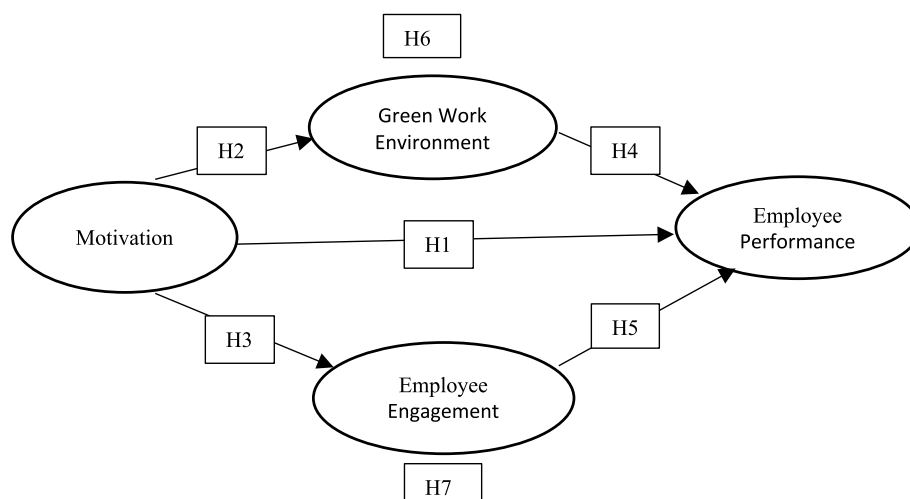 H6
Green Work
Environment
H2
H4
Motivation
H1
Employee
Performance
H3
H5
Employee
Engagement
H7